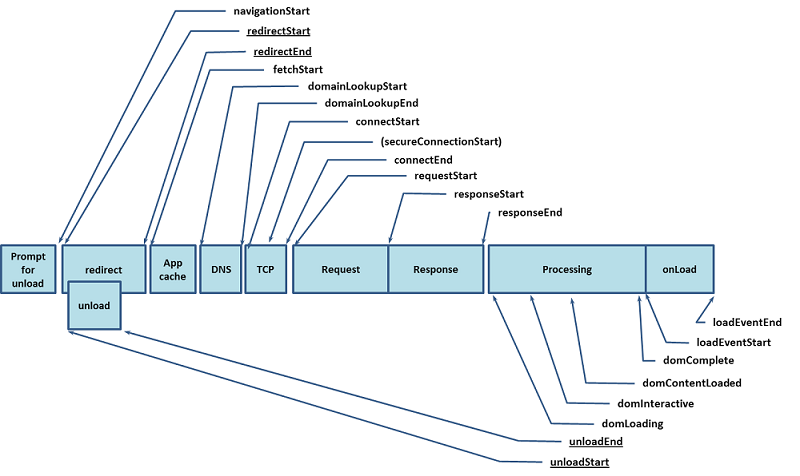 navigationStart
redirectStart
redirectEnd
fetchStart
domainLookupStart
domainLookupEnd
connectStart
(secureConnectionStart)
connectEnd
requestStart
responseStart
responseEnd
Prompt
for
unload
redirect
App
cache
DNS
TCP
Request
Response
Processing
onLoad
unload
loadEventEnd
loadEventStart
domComplete
domContentLoaded
domInteractive
domLoading
unloadEnd
unloadStart